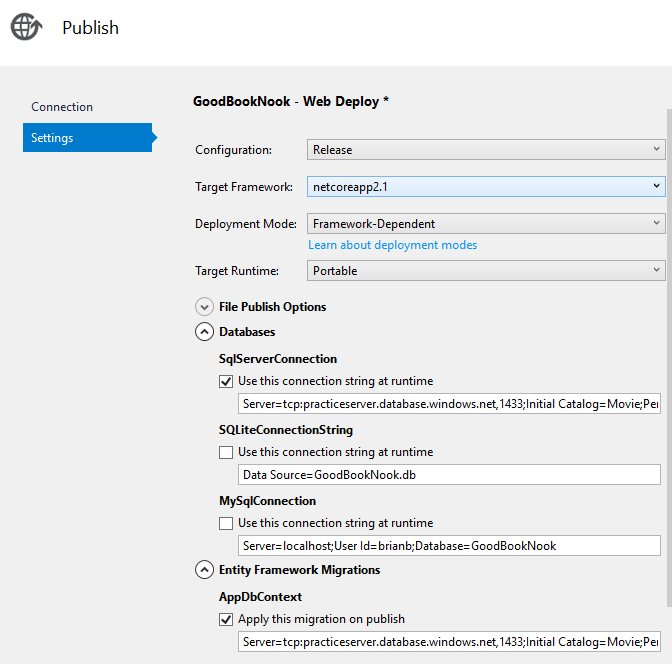 Publish
Connection
Settings
GoodBookNook - Web Deploy *
Configuration: Release
Target Framework: netcoreapp2.1
Deployment Mode: Framework-Dependent
Learn about deployment modes
Target Runtime: Portable
File Publish Options
Databases
SqlServerConnection
Use this connection string at runtime
Server=tcp:practiceserver.database.windows.net,1433;Initial Catalog=Movie;Per
SQLiteConnectionString
Use this connection string at runtime
Data Source=GoodBookNook.db
MySqlConnection
Use this connection string at runtime
Server=localhost;User Id=brianb;Database=GoodBookNook
Entity Framework Migrations
AppDbContext
Apply this migration on publish
Server=tcp:practiceserver.database.windows.net,1433;Initial Catalog=Movie;Per